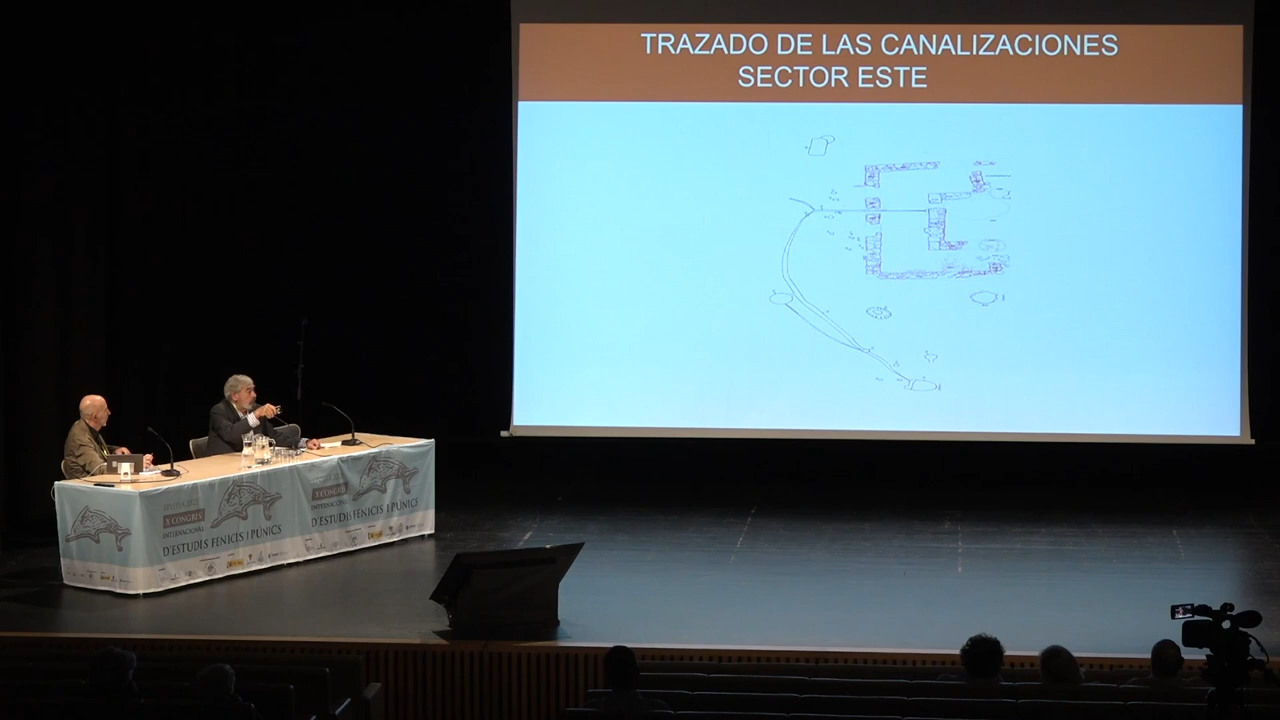 TRAZADO DE LAS CANALIZACIONES
SECTOR ESTE
X CONGRÉS
INTERNACIONAL
D'ESTUDIS FENICIS I PÚNICS
X CONGRÉS
INTERNACIONAL
D'ESTUDIS FENICIS I PÚNICS